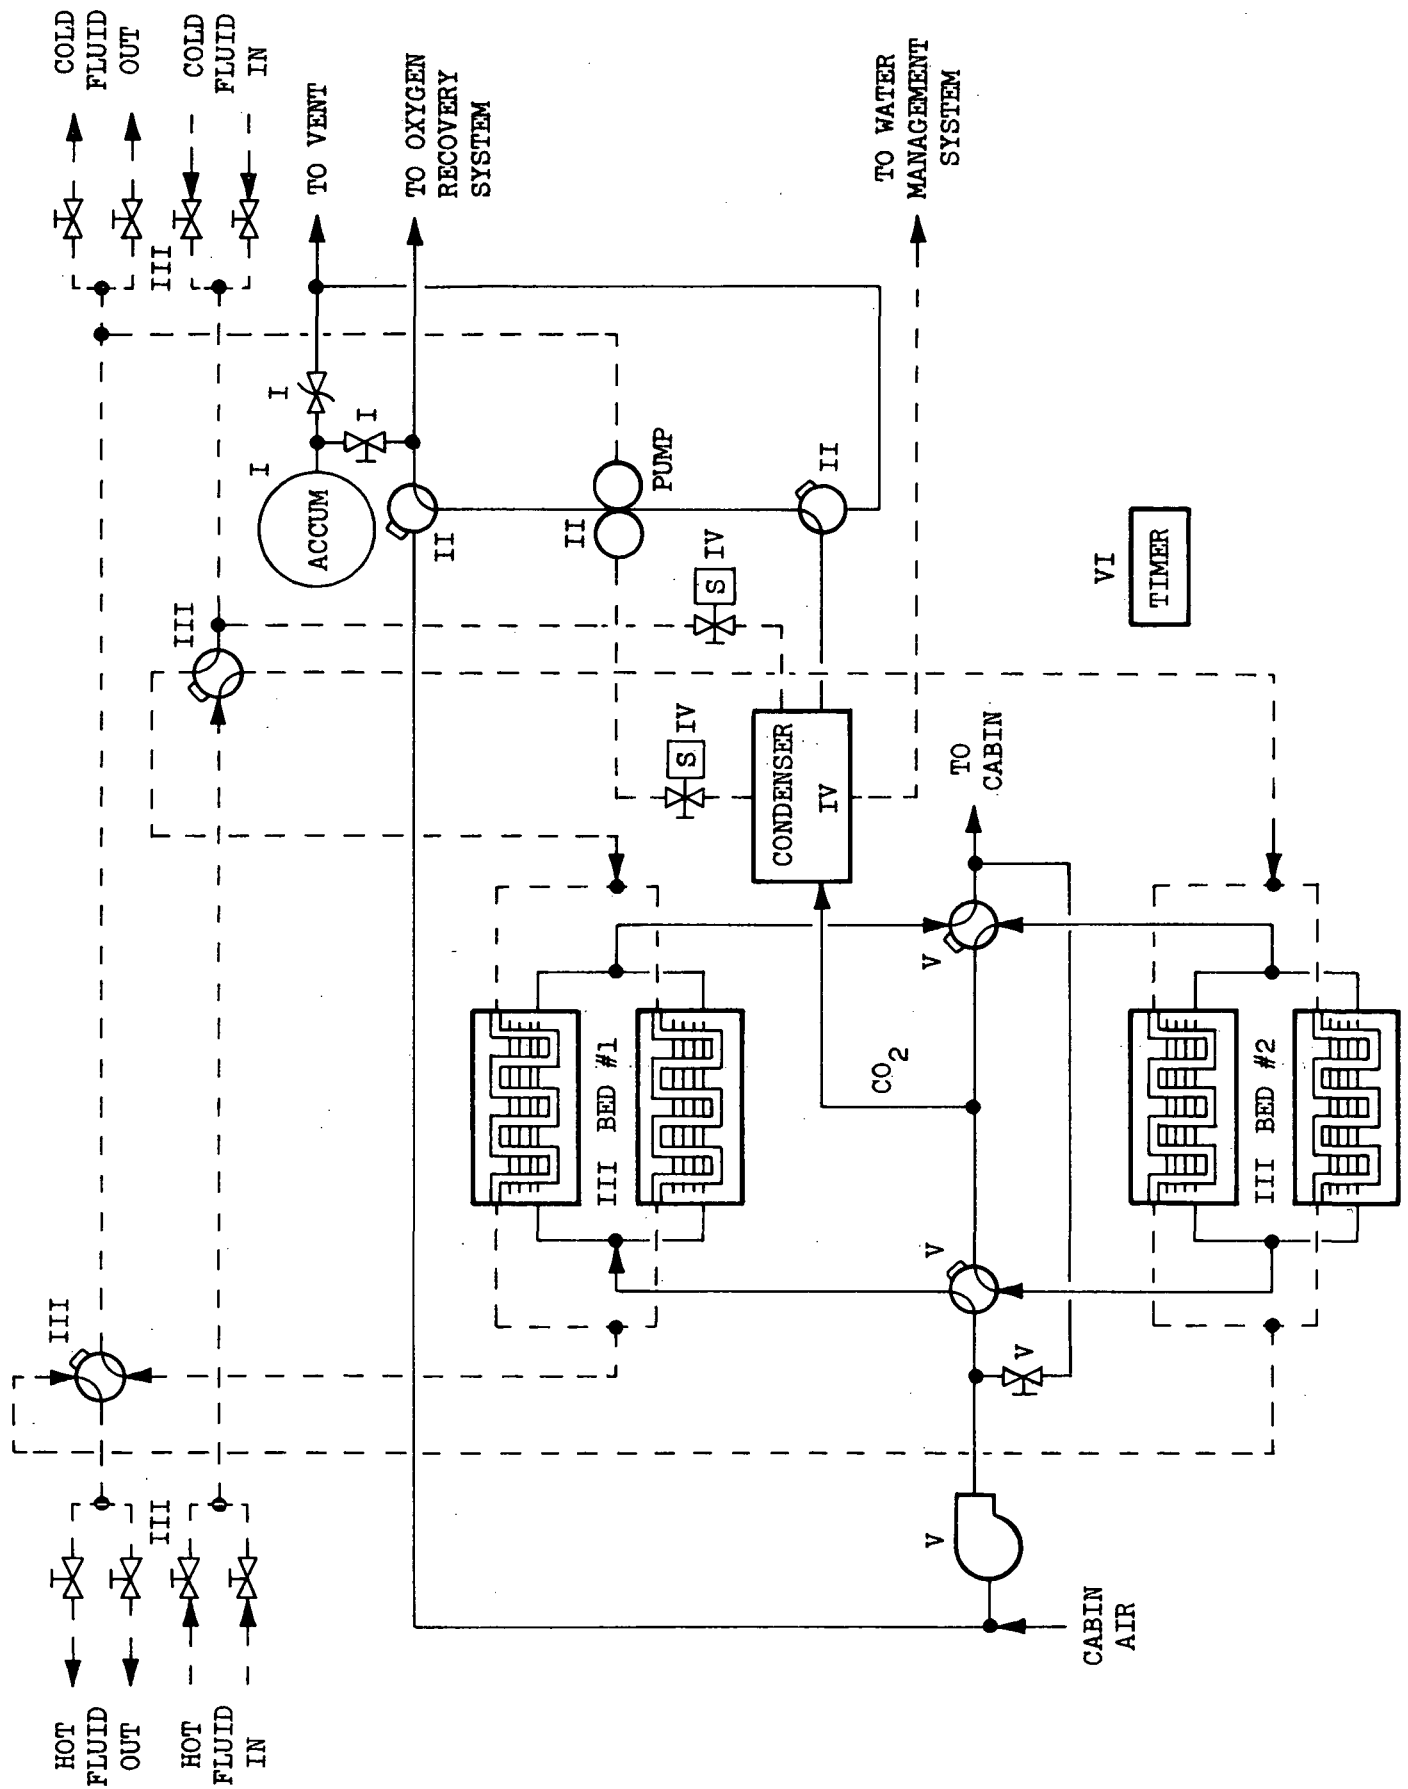 HOT
FLUID
OUT
HOT
FLUID
IN
III
III
COLD
FLUID
OUT
COLD
FLUID
IN
III
III
I
ACCUM
I
I
TO VENT
II
TO OXYGEN
RECOVERY
SYSTEM
II
PUMP
III BED #1
IV
S
IV
S
CONDENSER
IV
II
CO2
TO WATER
MANAGEMENT
SYSTEM
V
V
V
V
TO
CABIN
CABIN
AIR
VI
TIMER
III BED #2